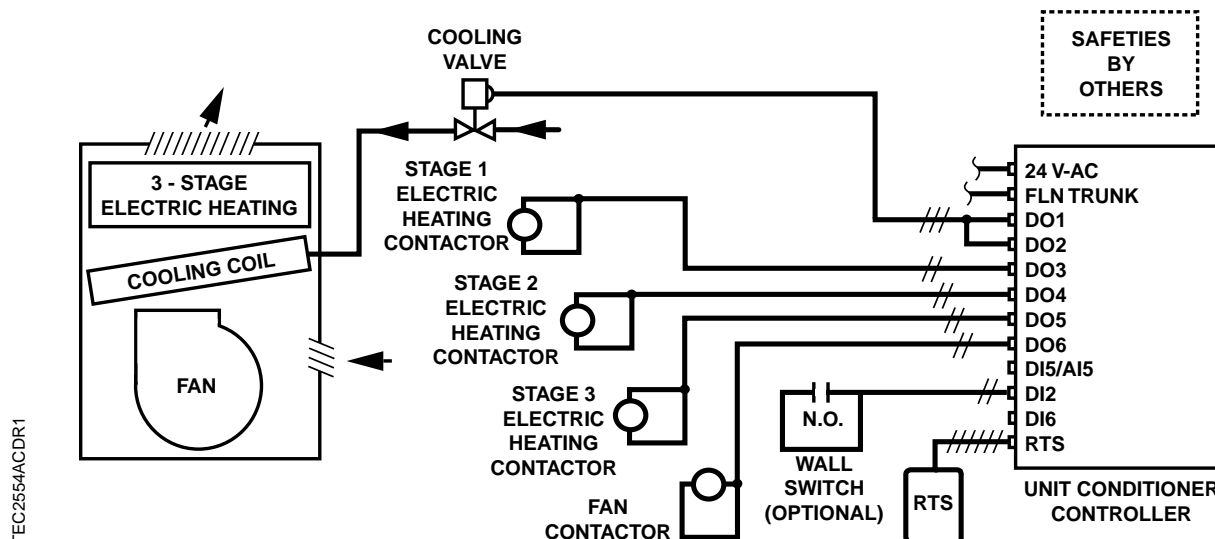 COOLING
VALVE
SAFETIES
BY
OTHERS
3 - STAGE
ELECTRIC HEATING
COOLING COIL
FAN
STAGE 1
ELECTRIC
HEATING
CONTACTOR
STAGE 2
ELECTRIC
HEATING
CONTACTOR
STAGE 3
ELECTRIC
HEATING
CONTACTOR
FAN
CONTACTOR
N.O.
WALL
SWITCH
(OPTIONAL)
RTS
24 V-AC
FLN TRUNK
DO1
DO2
DO3
DO4
DO5
DO6
DI5/AI5
DI2
DI6
RTS
UNIT CONDITIONER
CONTROLLER
TEC2554ACDR1